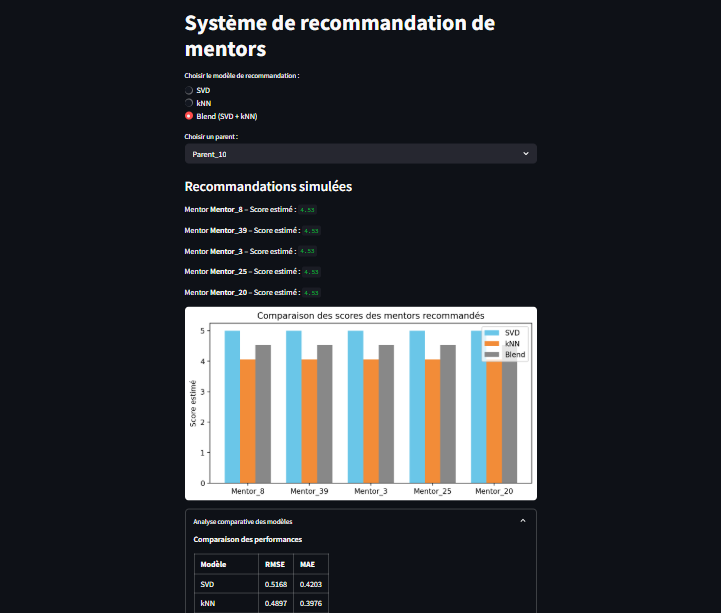 Système de recommandation de
mentors
Choisir le modèle de recommandation :
SVD
kNN
Blend (SVD + kNN)
Choisir un parent :
Parent_10
Recommandations simulées
Mentor Mentor_8 – Score estimé : 4.53
Mentor Mentor_39 – Score estimé : 4.53
Mentor Mentor_3 – Score estimé : 4.53
Mentor Mentor_25 – Score estimé : 4.53
Mentor Mentor_20 – Score estimé : 4.53
Comparaison des scores des mentors recommandés
SVD
kNN
Blend
Score estimé
5
4
3
2
1
0
Mentor_8 Mentor_39 Mentor_3 Mentor_25 Mentor_20
Analyse comparative des modèles
Comparaison des performances
Modèle RMSE MAE
SVD 0.5168 0.4203
kNN 0.4897 0.3976